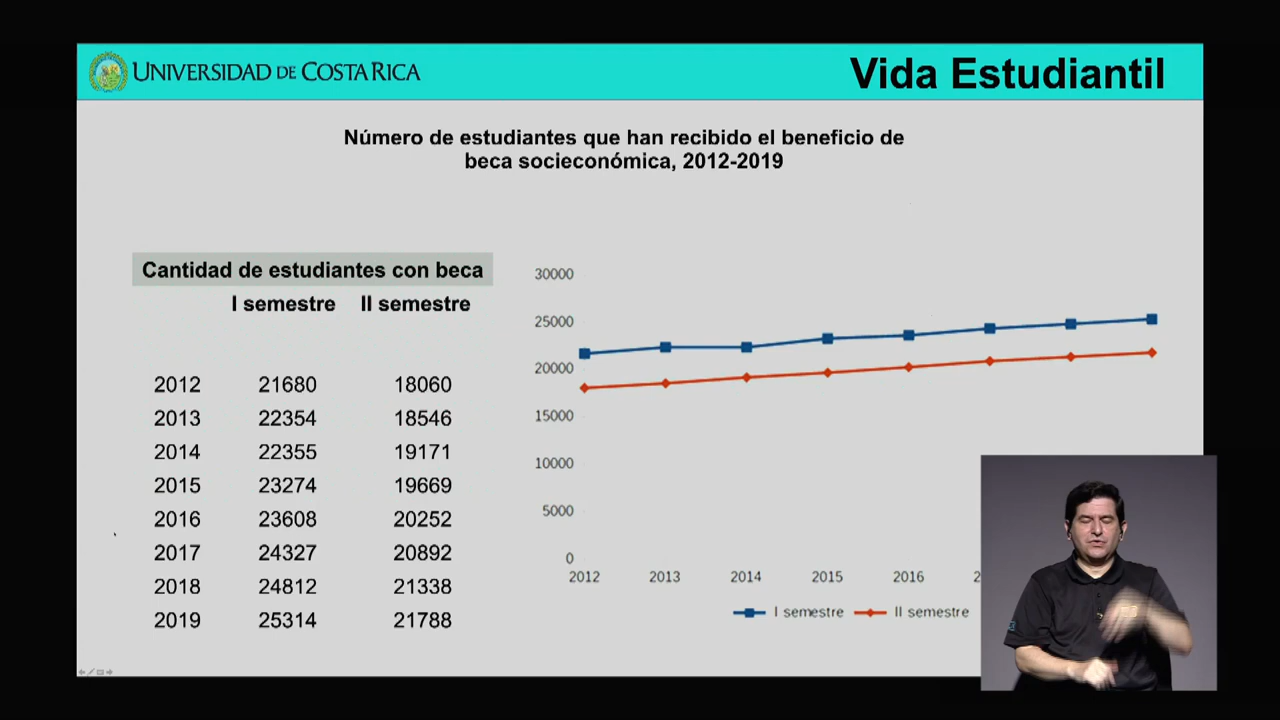 UNIVERSIDAD DE COSTA RICA
Vida Estudiantil
Número de estudiantes que han recibido el beneficio de
beca socieconómica, 2012-2019
Cantidad de estudiantes con beca
I semestre II semestre
2012 21680 18060
2013 22354 18546
2014 22355 19171
2015 23274 19669
2016 23608 20252
2017 24327 20892
2018 24812 21338
2019 25314 21788
30000
25000
20000
15000
10000
5000
0
2012 2013 2014 2015 2016
I semestre II semestre